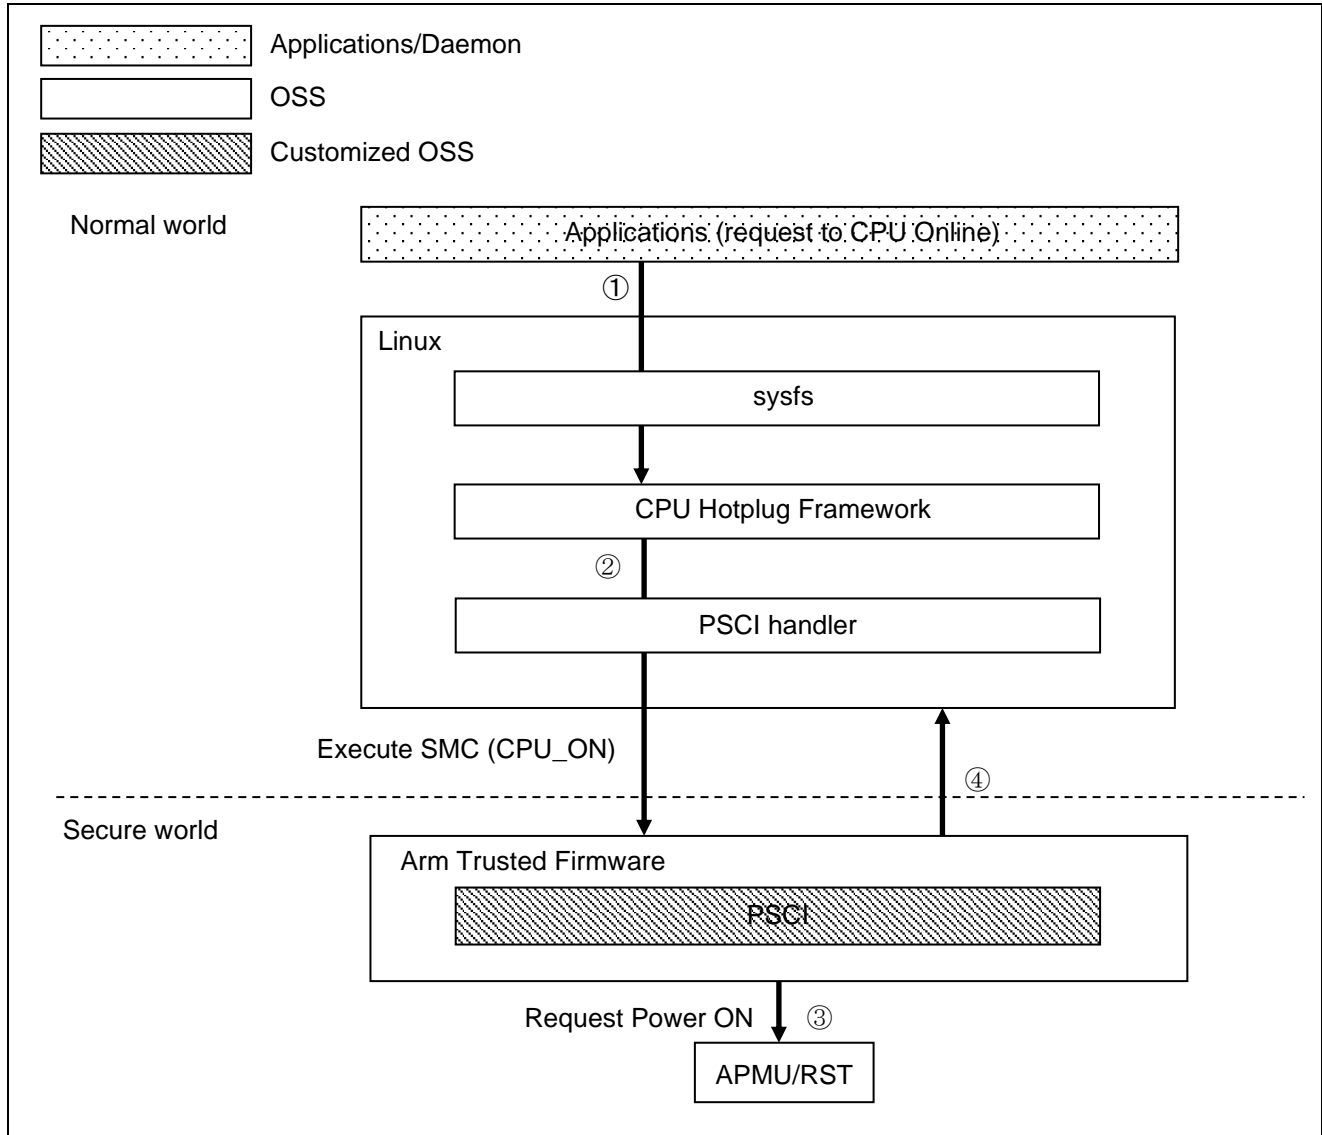 Applications/Daemon
OSS
Customized OSS
Normal world
Applications (request to CPU Online)
①
Linux
sysfs
CPU Hotplug Framework
②
PSCI handler
Execute SMC (CPU_ON)
④
Secure world
Arm Trusted Firmware
PSCI
Request Power ON ③
APMU/RST